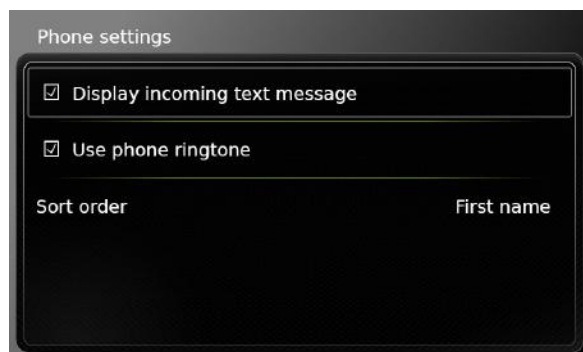 Phone settings
Display incoming text message
Use phone ringtone
Sort order First name